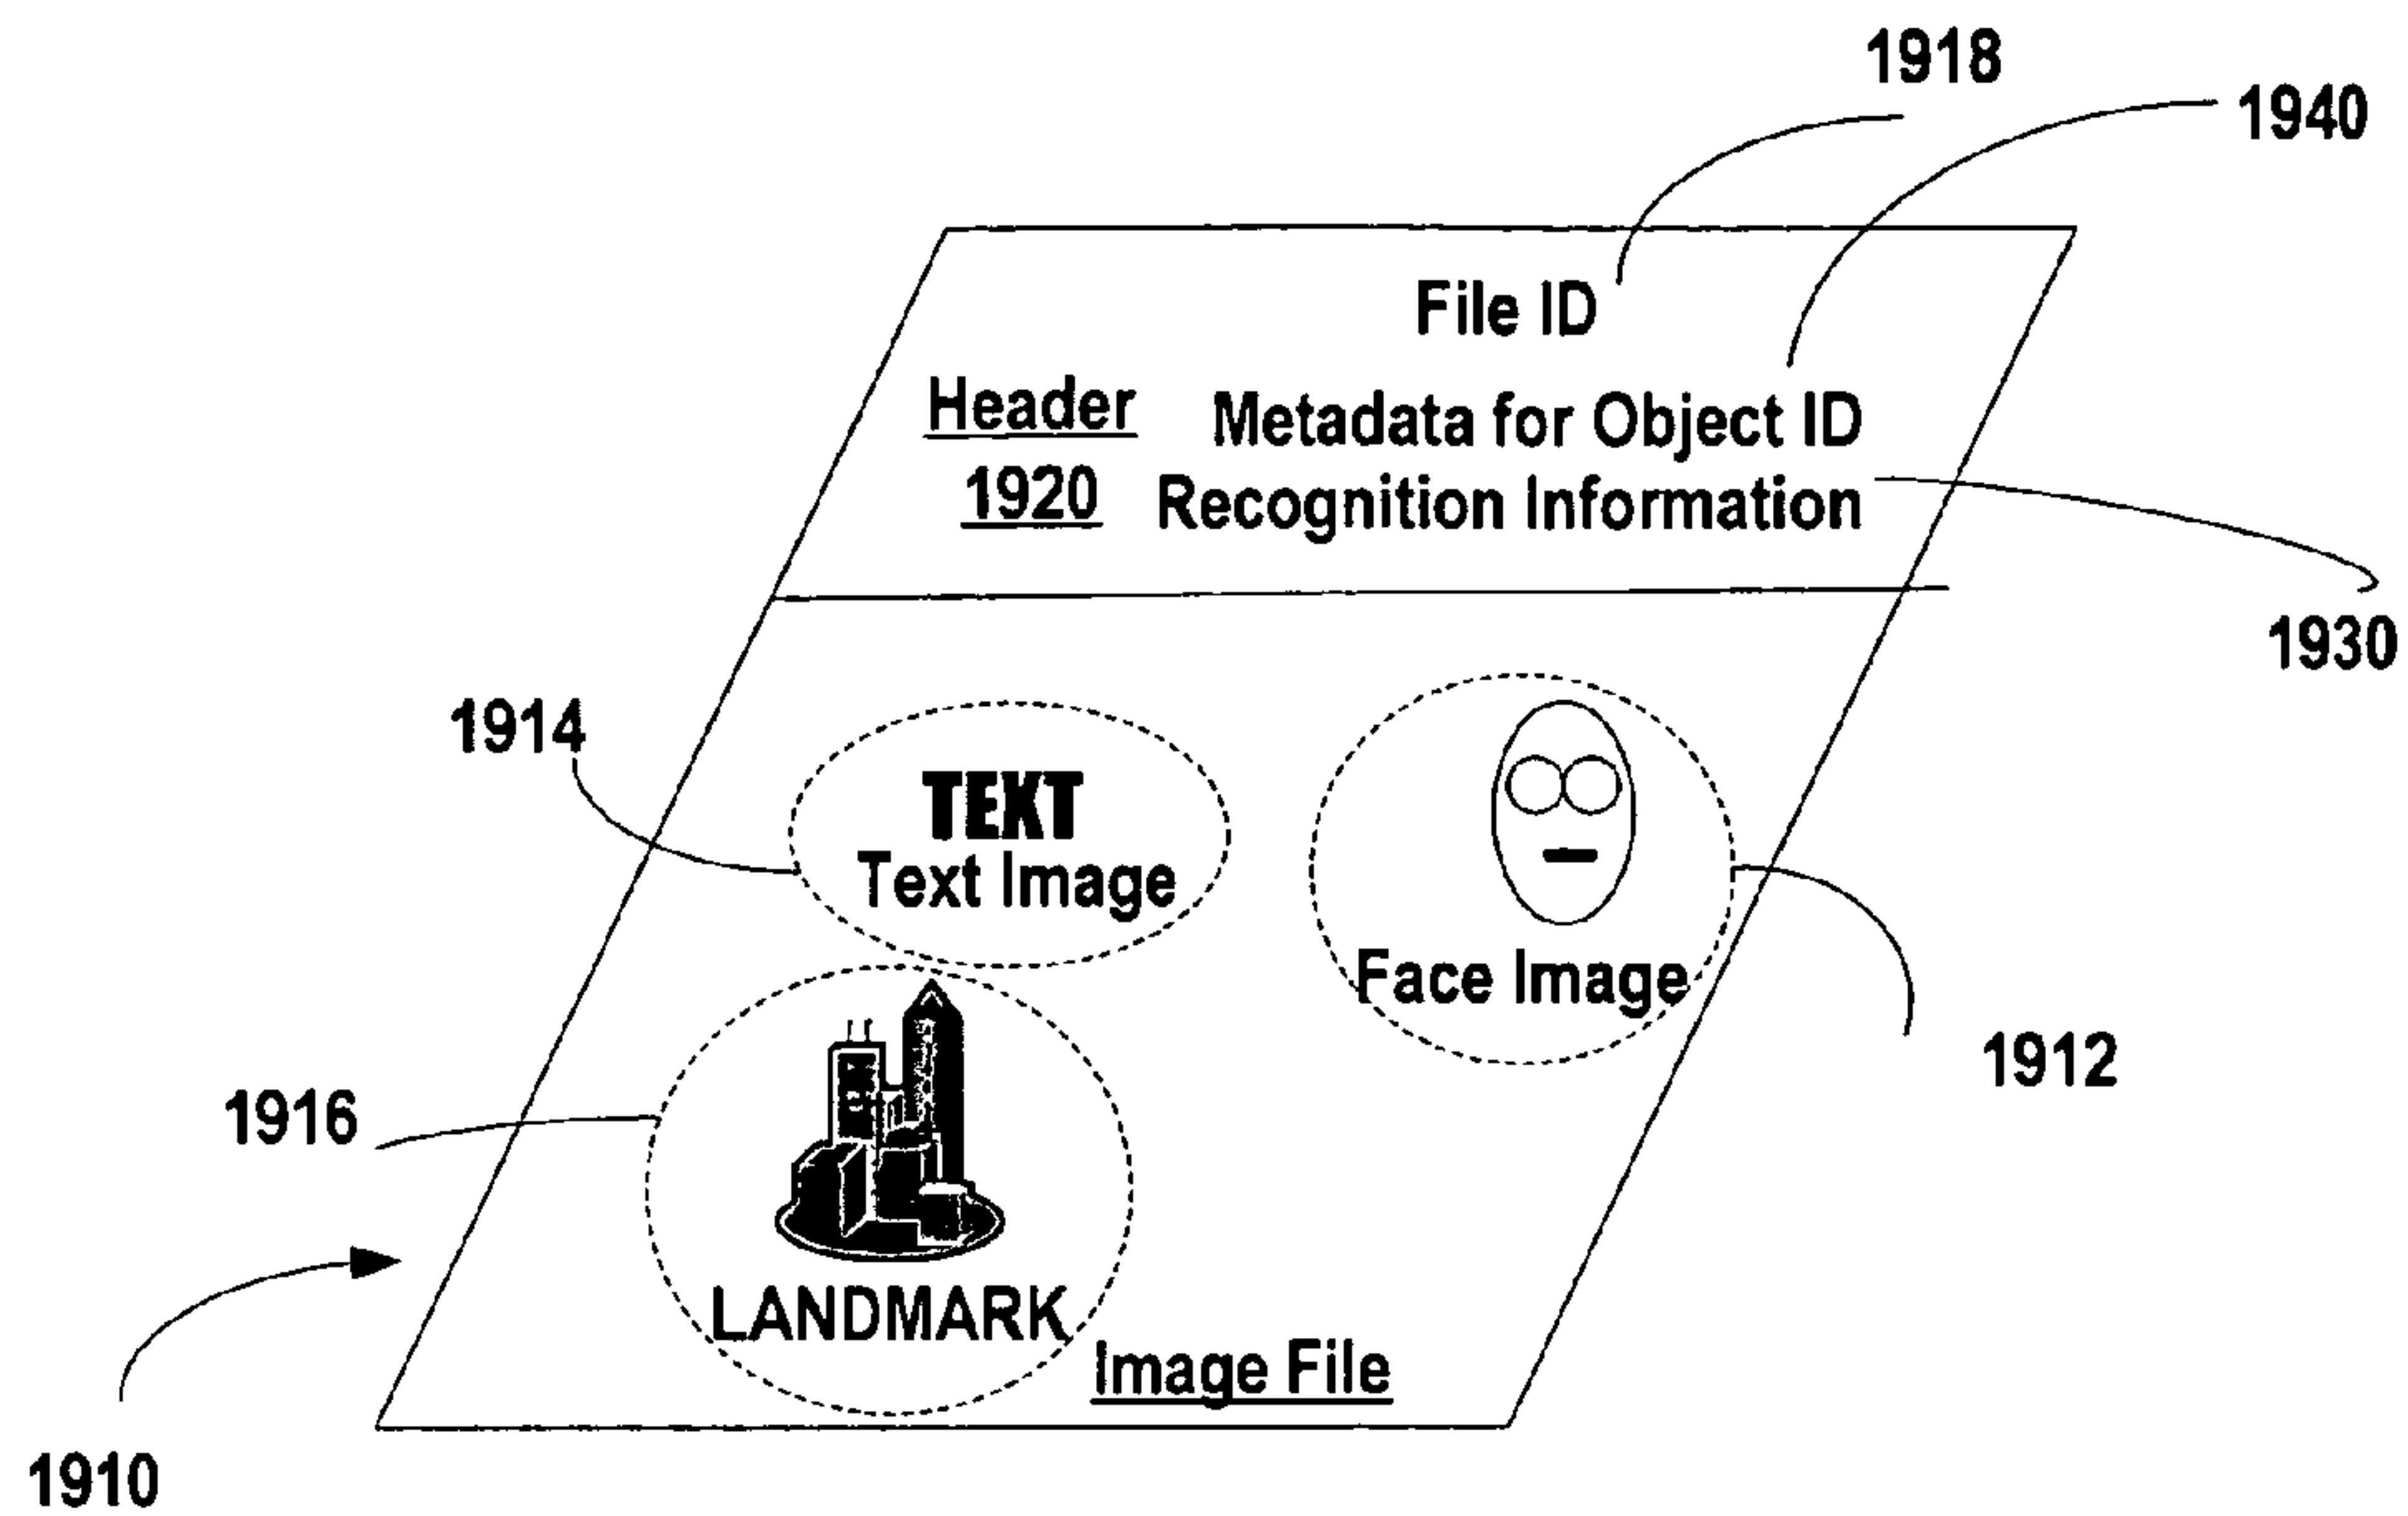 1918
1940
File ID
Header
Metadata for Object ID
1920
Recognition Information
1930
1914
TEXT
Text Image
Face Image
1912
1916
LANDMARK
Image File
1910